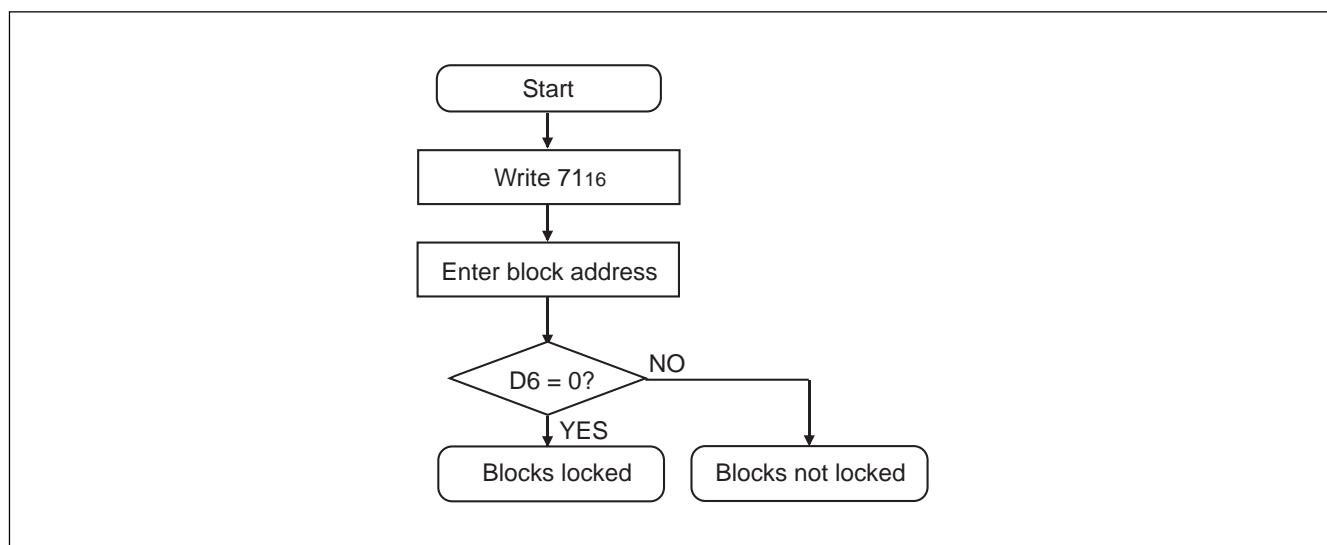 Start
Write 7116
Enter block address
D6 = 0?
NO
YES
Blocks locked
Blocks not locked